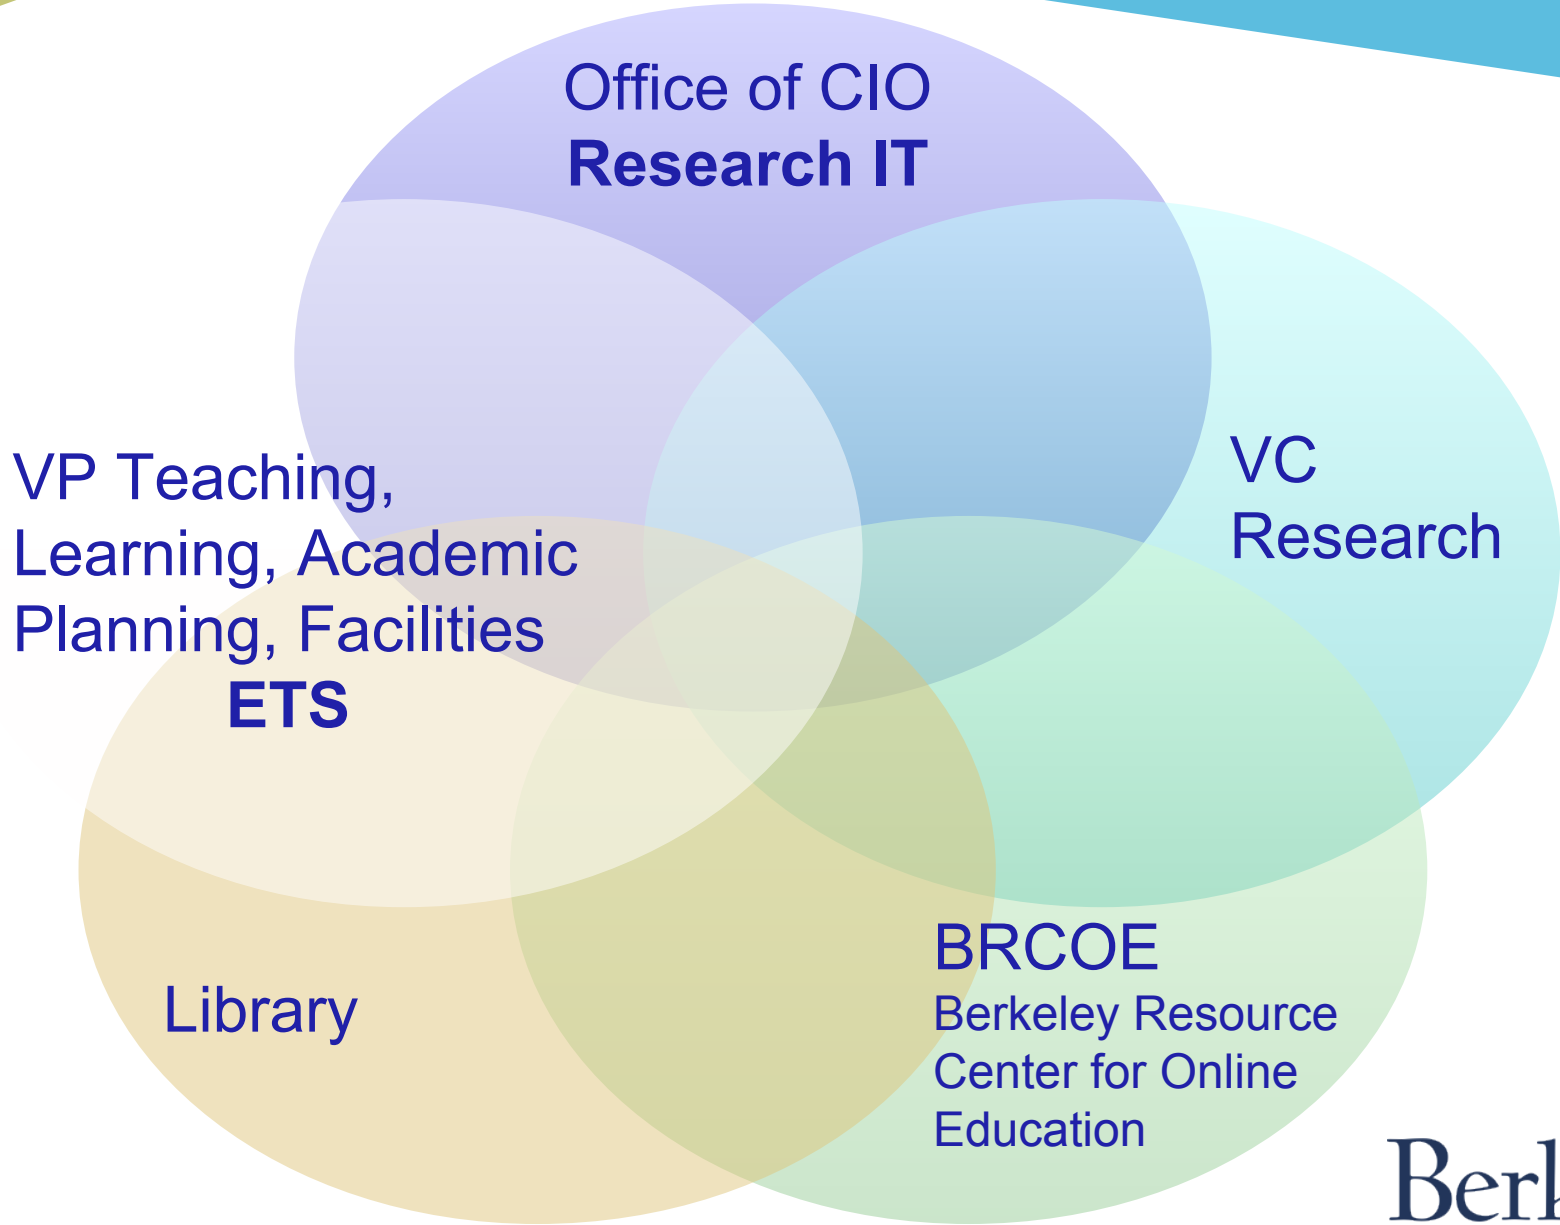 Office of CIO
Research IT
VP Teaching,
Learning, Academic
Planning, Facilities
ETS
VC
Research
Library
BRCOE
Berkeley Resource
Center for Online
Education